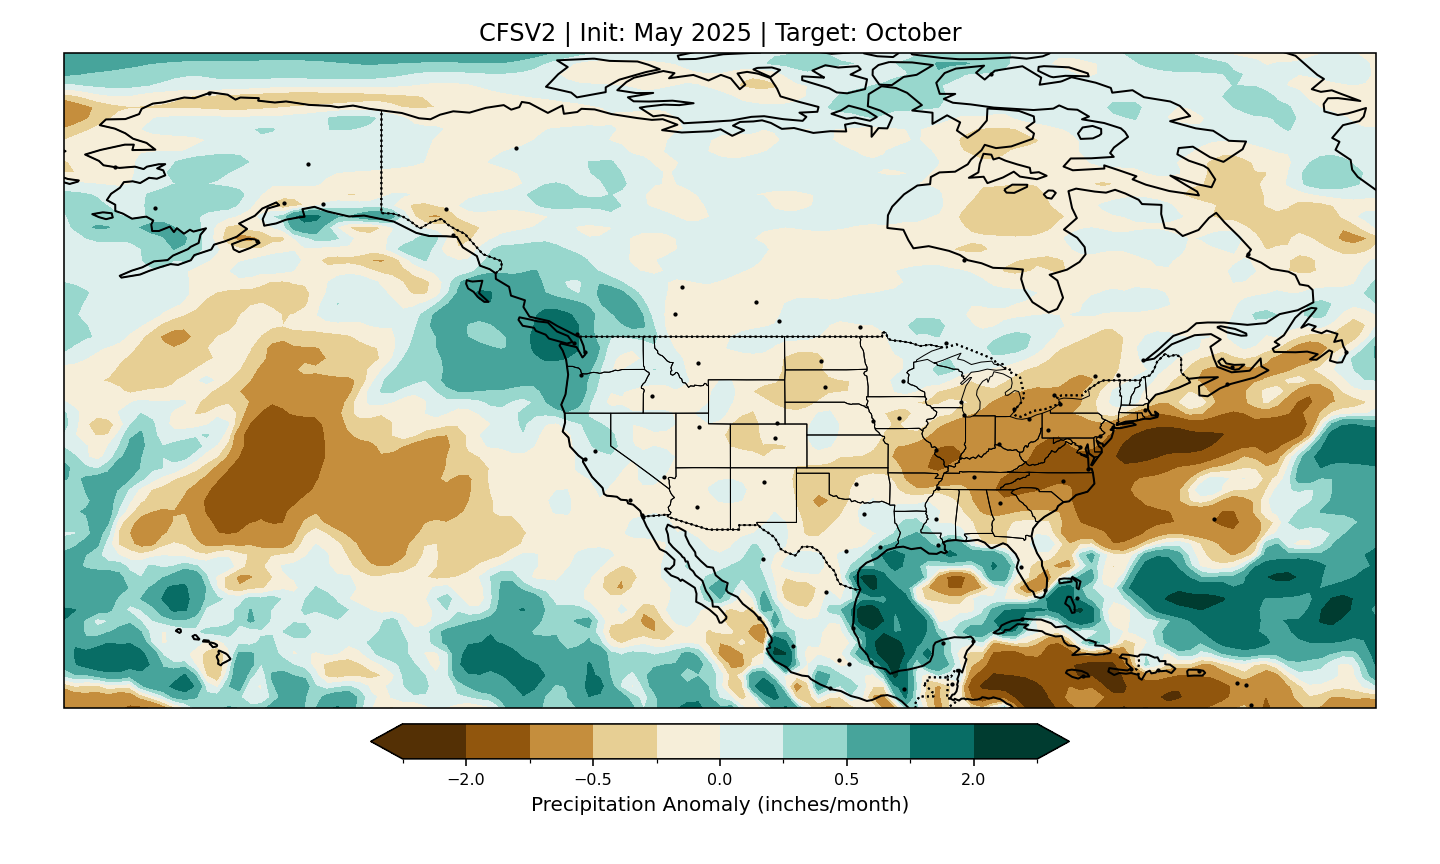 CFSV2 | Init: May 2025 | Target: October
−2.0 −0.5 0.0 0.5 2.0
Precipitation Anomaly (inches/month)